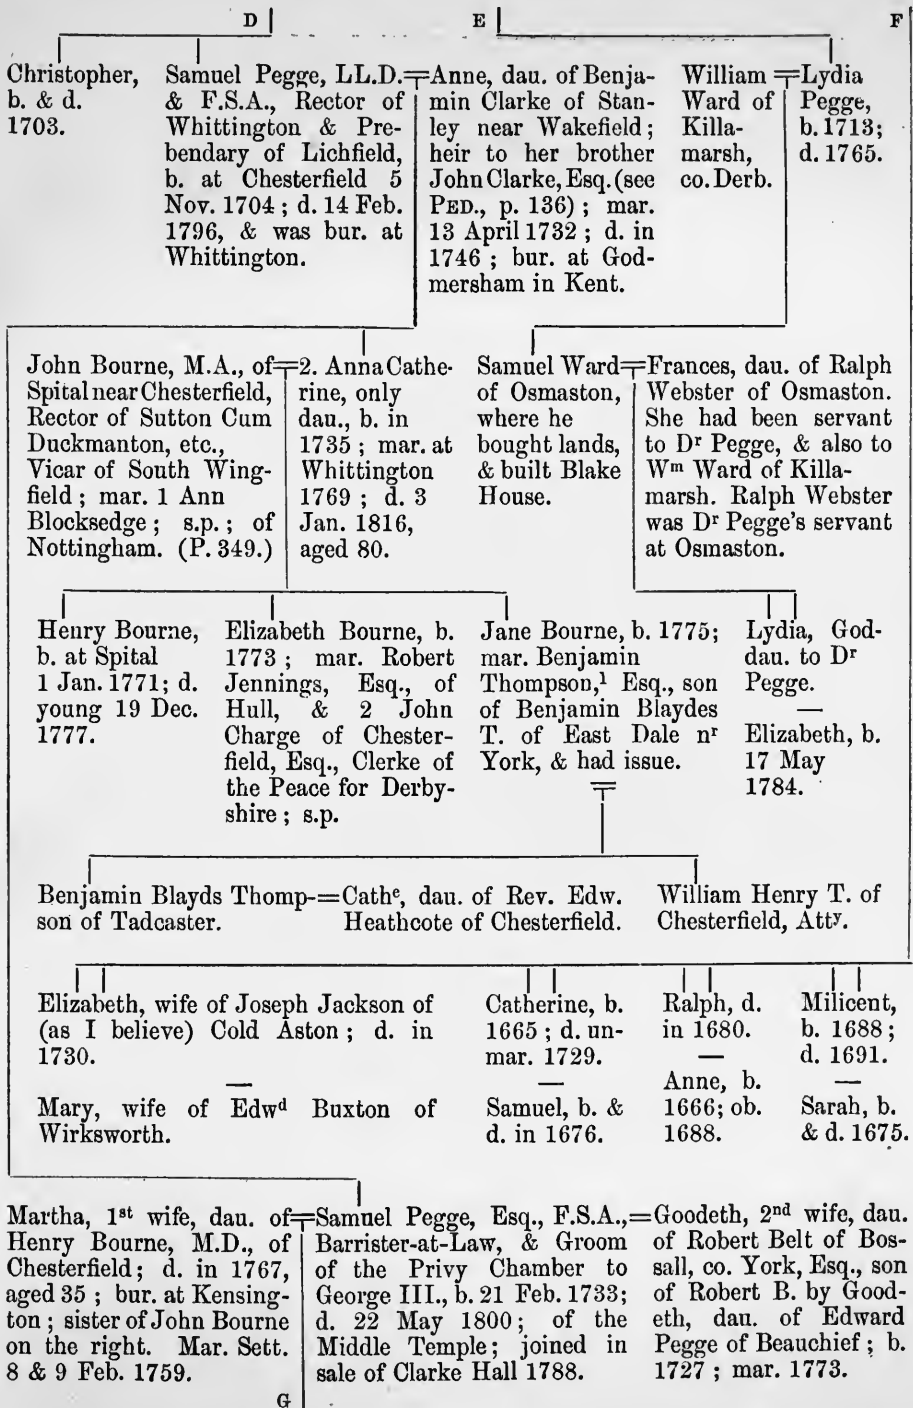 D E F
Christopher,
b. & d.
1703.
Samuel Pegge, LL.D.
& F.S.A., Rector of
Whittington & Pre-
bendary of Lichfield,
b. at Chesterfield 5
Nov. 1704 ; d. 14 Feb.
1796, & was bur. at
Whittington.
Anne, dau. of Benja-
min Clarke of Stan-
ley near Wakefield ;
heir to her brother
John Clarke, Esq. (see
PED., p. 136) ; mar.
13 April 1732 ; d. in
1746 ; bur. at God-
mersham in Kent.
William
Ward of
Killa-
marsh,
co. Derb.
Lydia
Pegge,
b. 1713;
d. 1765.
John Bourne, M.A., of
Spital near Chesterfield,
Rector of Sutton Cum
Duckmanton, etc.,
Vicar of South Wing-
field ; mar. 1 Ann
Blocksedge ; s.p. ; of
Nottingham. (P. 349.)
2. Anna Cathe-
rine, only
dau., b. in
1735 ; mar. at
Whittington
1769 ; d. 3
Jan. 1816,
aged 80.
Samuel Ward
of Osmaston,
where he
bought lands,
& built Blake
House.
Frances, dau. of Ralph
Webster of Osmaston.
She had been servant
to Dr Pegge, & also to
Wm Ward of Killa-
marsh. Ralph Webster
was Dr Pegge's servant
at Osmaston.
Henry Bourne,
b. at Spital
1 Jan. 1771; d.
young 19 Dec.
1777.
Elizabeth Bourne, b.
1773 ; mar. Robert
Jennings, Esq., of
Hull, & 2 John
Charge of Chester-
field, Esq., Clerke of
the Peace for Derby-
shire ; s.p.
Jane Bourne, b. 1775;
mar. Benjamin
Thompson,1 Esq., son
of Benjamin Blaydes
T. of East Dale nr
York, & had issue.
Lydia, God-
dau. to Dr
Pegge.
—
Elizabeth, b.
17 May
1784.
Benjamin Blayds Thomp-
son of Tadcaster.
Cathe, dau. of Rev. Edw.
Heathcote of Chesterfield.
William Henry T. of
Chesterfield, Atty.
Elizabeth, wife of Joseph Jackson of
(as I believe) Cold Aston ; d. in
1730.
—
Mary, wife of Edwd Buxton of
Wirksworth.
Catherine, b.
1665 ; d. un-
mar. 1729.
—
Samuel, b. &
d. in 1676.
Ralph, d.
in 1680.
—
Anne, b.
1666; ob.
1688.
Milicent,
b. 1688 ;
d. 1691.
—
Sarah, b.
& d. 1675.
Martha, 1st wife, dau. of
Henry Bourne, M.D., of
Chesterfield; d. in 1767,
aged 35 ; bur. at Kensing-
ton ; sister of John Bourne
on the right. Mar. Sett.
8 & 9 Feb. 1759.
Samuel Pegge, Esq., F.S.A.,
Barrister-at-Law, & Groom
of the Privy Chamber to
George III., b. 21 Feb. 1733;
d. 22 May 1800 ; of the
Middle Temple; joined in
sale of Clarke Hall 1788.
Goodeth, 2nd wife, dau.
of Robert Belt of Bos-
sall, co. York, Esq., son
of Robert B. by Good-
eth, dau. of Edward
Pegge of Beauchief ; b.
1727 ; mar. 1773.
G